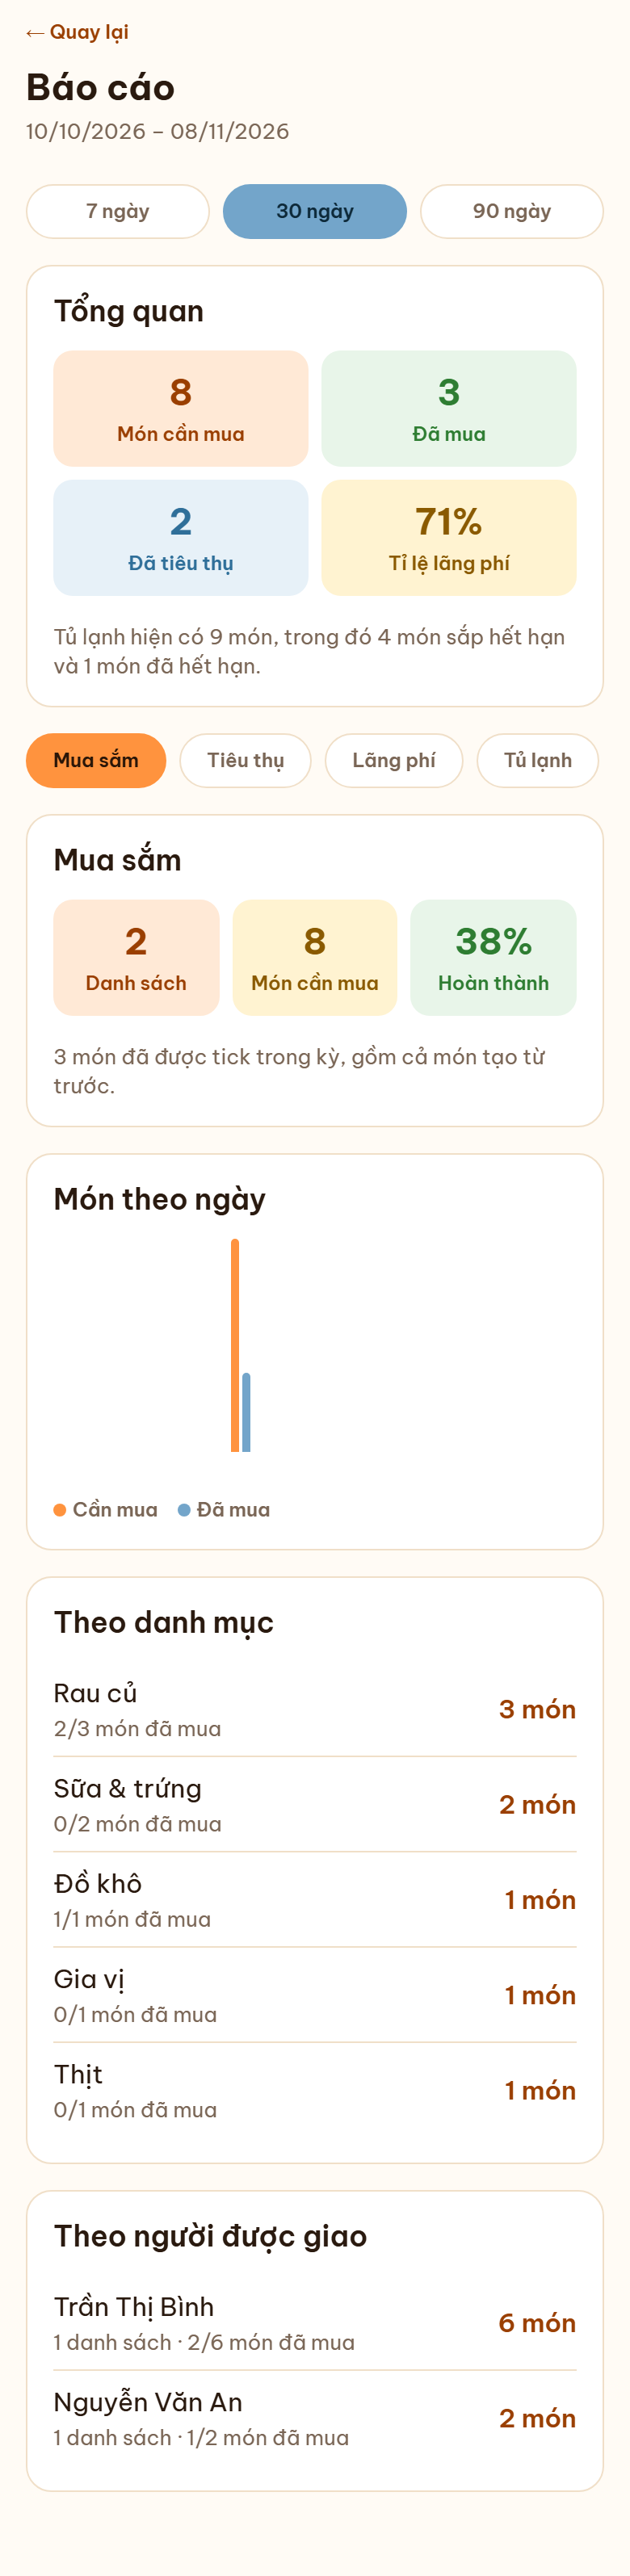 ← Quay lại
Báo cáo
10/10/2026 – 08/11/2026
7 ngày
30 ngày
90 ngày
Tổng quan
8
Món cần mua
3
Đã mua
2
Đã tiêu thụ
71%
Tỉ lệ lãng phí
Tủ lạnh hiện có 9 món, trong đó 4 món sắp hết hạn
và 1 món đã hết hạn.
Mua sắm
Tiêu thụ
Lãng phí
Tủ lạnh
Mua sắm
2
Danh sách
8
Món cần mua
38%
Hoàn thành
3 món đã được tick trong kỳ, gồm cả món tạo từ
trước.
Món theo ngày
Cần mua
Đã mua
Theo danh mục
Rau củ
2/3 món đã mua
3 món
Sữa & trứng
0/2 món đã mua
2 món
Đồ khô
1/1 món đã mua
1 món
Gia vị
0/1 món đã mua
1 món
Thịt
0/1 món đã mua
1 món
Theo người được giao
Trần Thị Bình
1 danh sách · 2/6 món đã mua
6 món
Nguyễn Văn An
1 danh sách · 1/2 món đã mua
2 món